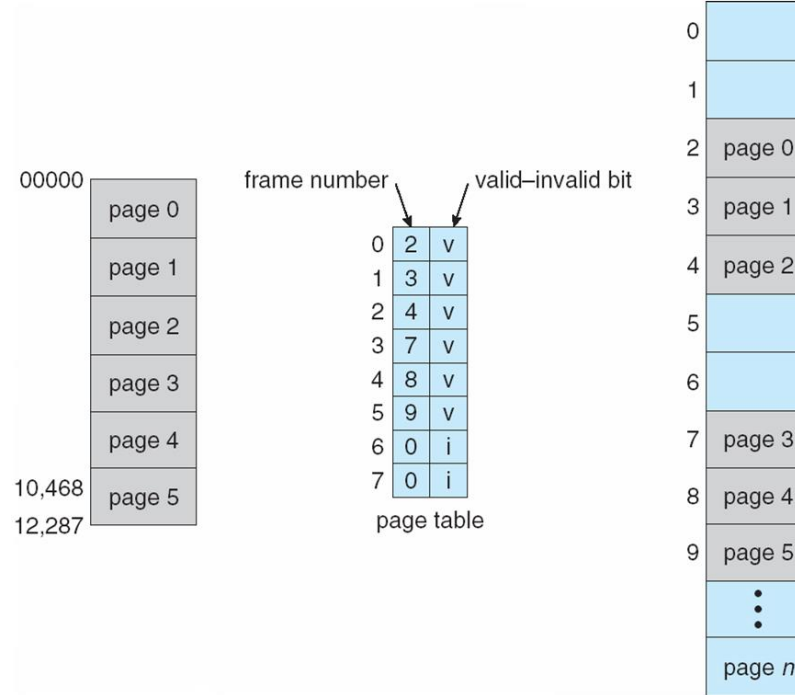 00000
page 0
page 1
page 2
page 3
page 4
10,468
page 5
12,287
frame number
valid–invalid bit
0 2 v
1 3 v
2 4 v
3 7 v
4 8 v
5 9 v
6 0 i
7 0 i
page table
0
1
2 page 0
3 page 1
4 page 2
5
6
7 page 3
8 page 4
9 page 5
page n